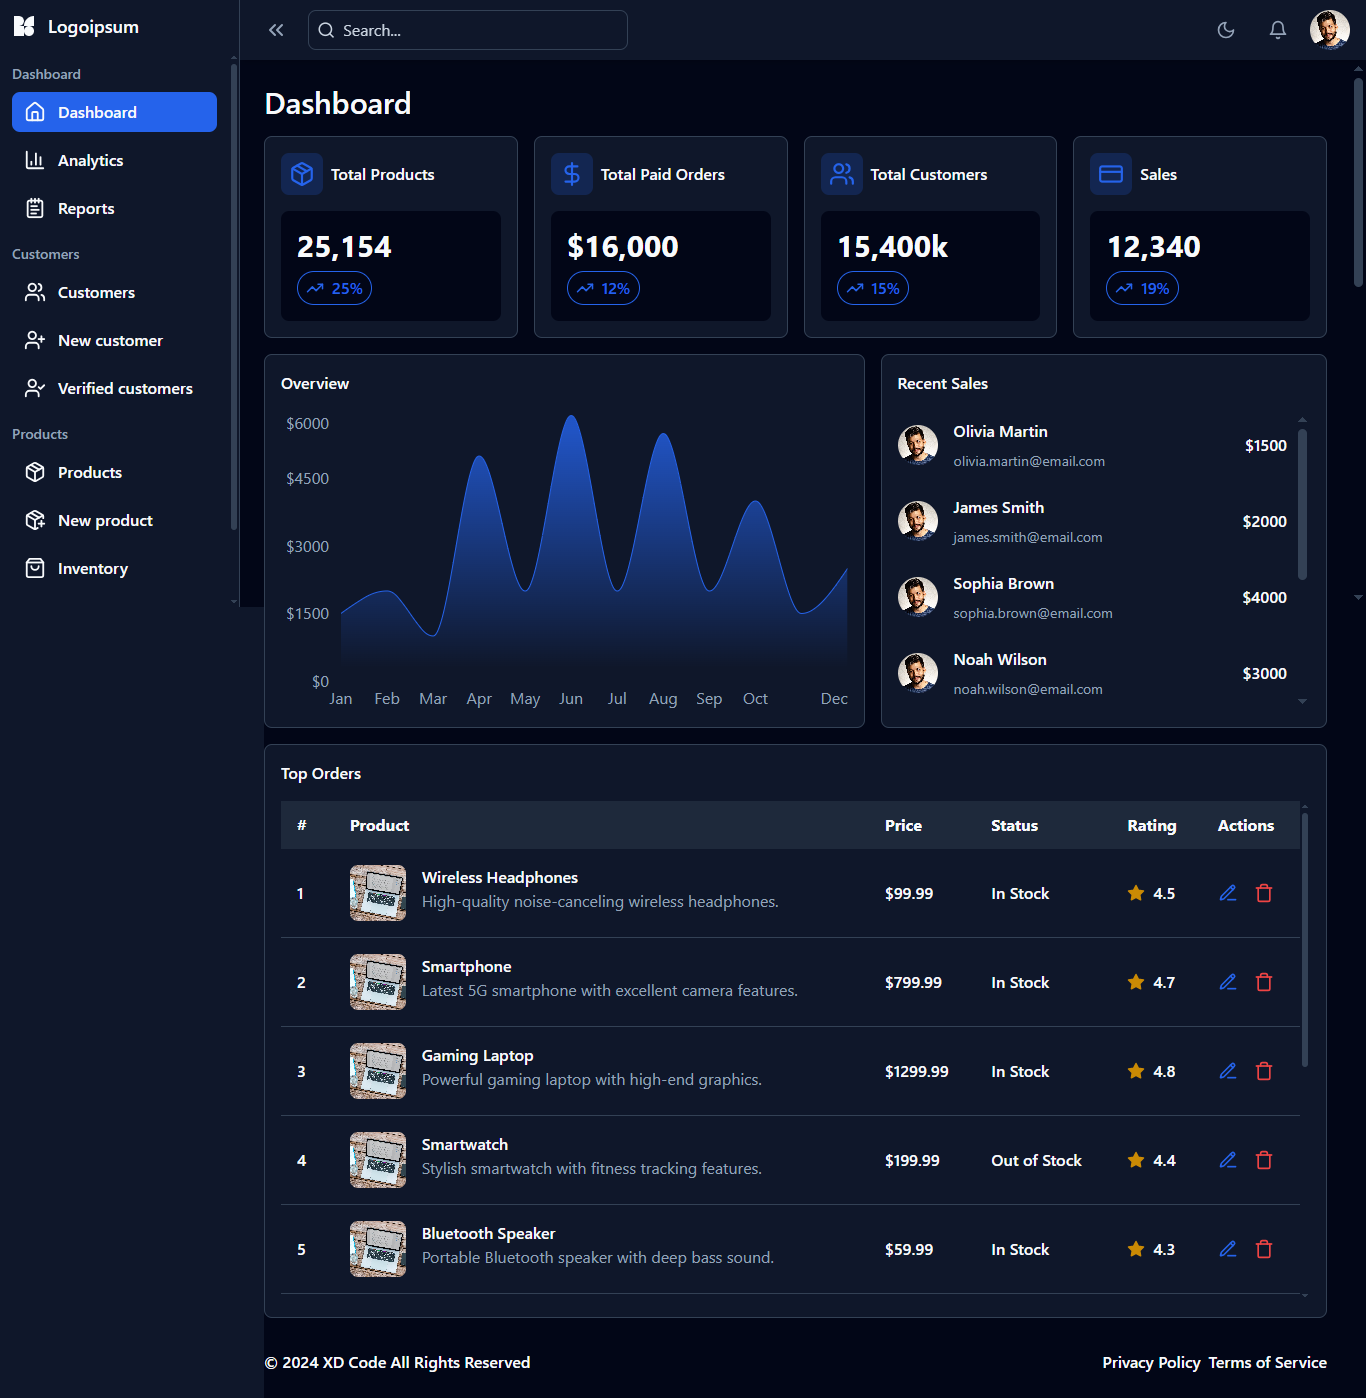 Logoipsum
Search...
Dashboard
Dashboard
Analytics
Reports
Customers
Customers
New customer
Verified customers
Products
Products
New product
Inventory
Dashboard
Total Products
25,154
25%
Total Paid Orders
$16,000
12%
Total Customers
15,400k
15%
Sales
12,340
19%
Overview
$6000
$4500
$3000
$1500
$0
Jan Feb Mar Apr May Jun Jul Aug Sep Oct Dec
Recent Sales
Olivia Martin
olivia.martin@email.com
$1500
James Smith
james.smith@email.com
$2000
Sophia Brown
sophia.brown@email.com
$4000
Noah Wilson
noah.wilson@email.com
$3000
Top Orders
# Product Price Status Rating Actions
1 Wireless Headphones
High-quality noise-canceling wireless headphones.
$99.99 In Stock 4.5
2 Smartphone
Latest 5G smartphone with excellent camera features.
$799.99 In Stock 4.7
3 Gaming Laptop
Powerful gaming laptop with high-end graphics.
$1299.99 In Stock 4.8
4 Smartwatch
Stylish smartwatch with fitness tracking features.
$199.99 Out of Stock 4.4
5 Bluetooth Speaker
Portable Bluetooth speaker with deep bass sound.
$59.99 In Stock 4.3
© 2024 XD Code All Rights Reserved
Privacy Policy Terms of Service